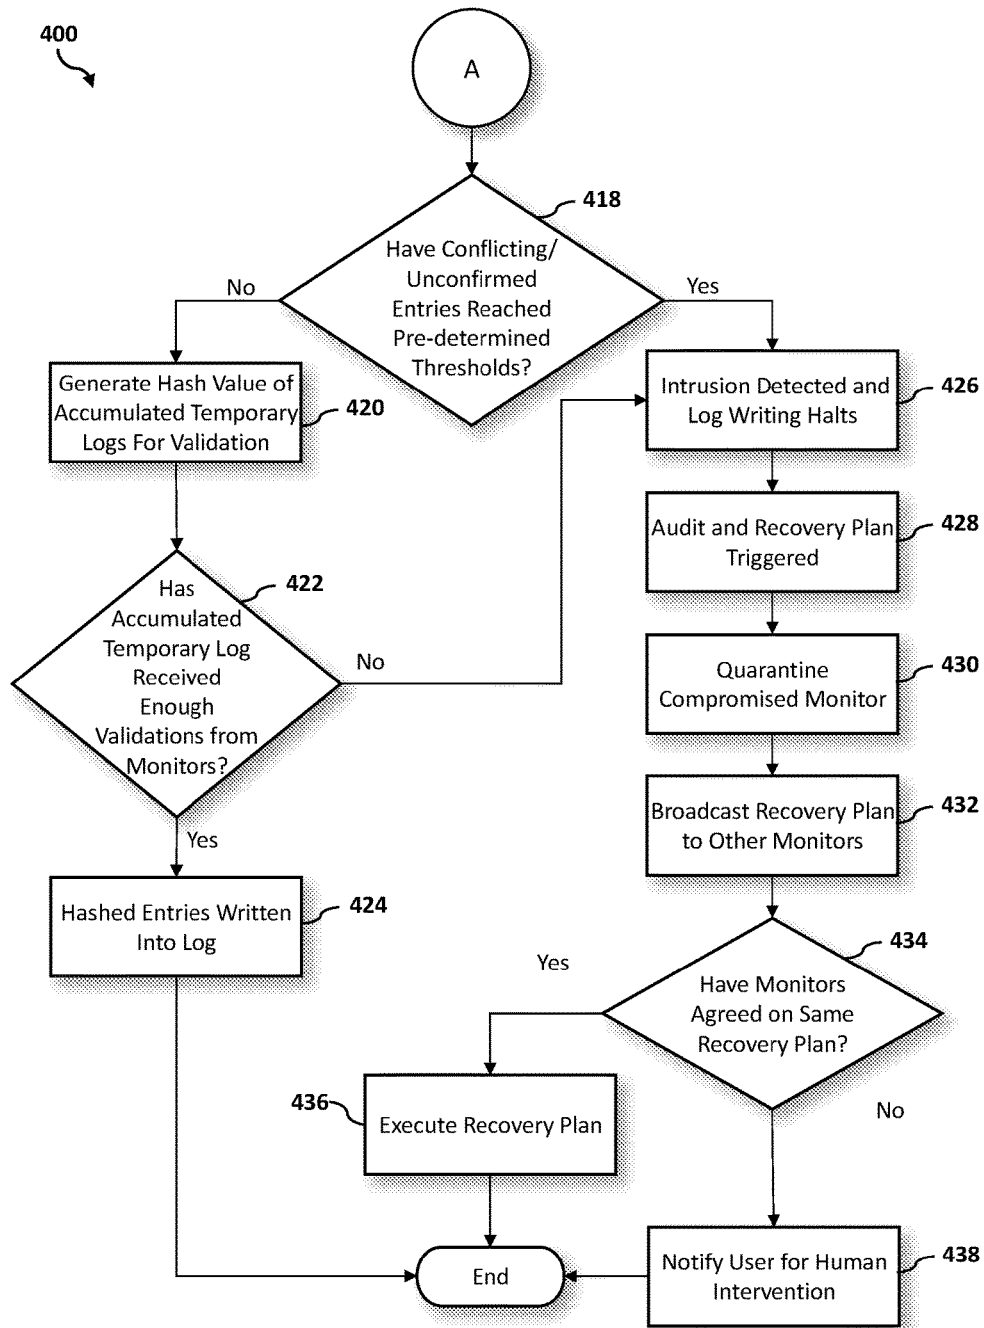 400
A
418
Have Conflicting/
Unconfirmed
Entries Reached
Pre-determined
Thresholds?
No
Yes
Generate Hash Value of
Accumulated Temporary
Logs For Validation
420
Intrusion Detected and
Log Writing Halts
426
Audit and Recovery Plan
Triggered
428
Has
Accumulated
Temporary Log
Received
Enough
Validations from
Monitors?
422
No
Yes
Quarantine
Compromised Monitor
430
Broadcast Recovery Plan
to Other Monitors
432
Hashed Entries Written
Into Log
424
434
Have Monitors
Agreed on Same
Recovery Plan?
Yes
No
436
Execute Recovery Plan
Notify User for Human
Intervention
438
End